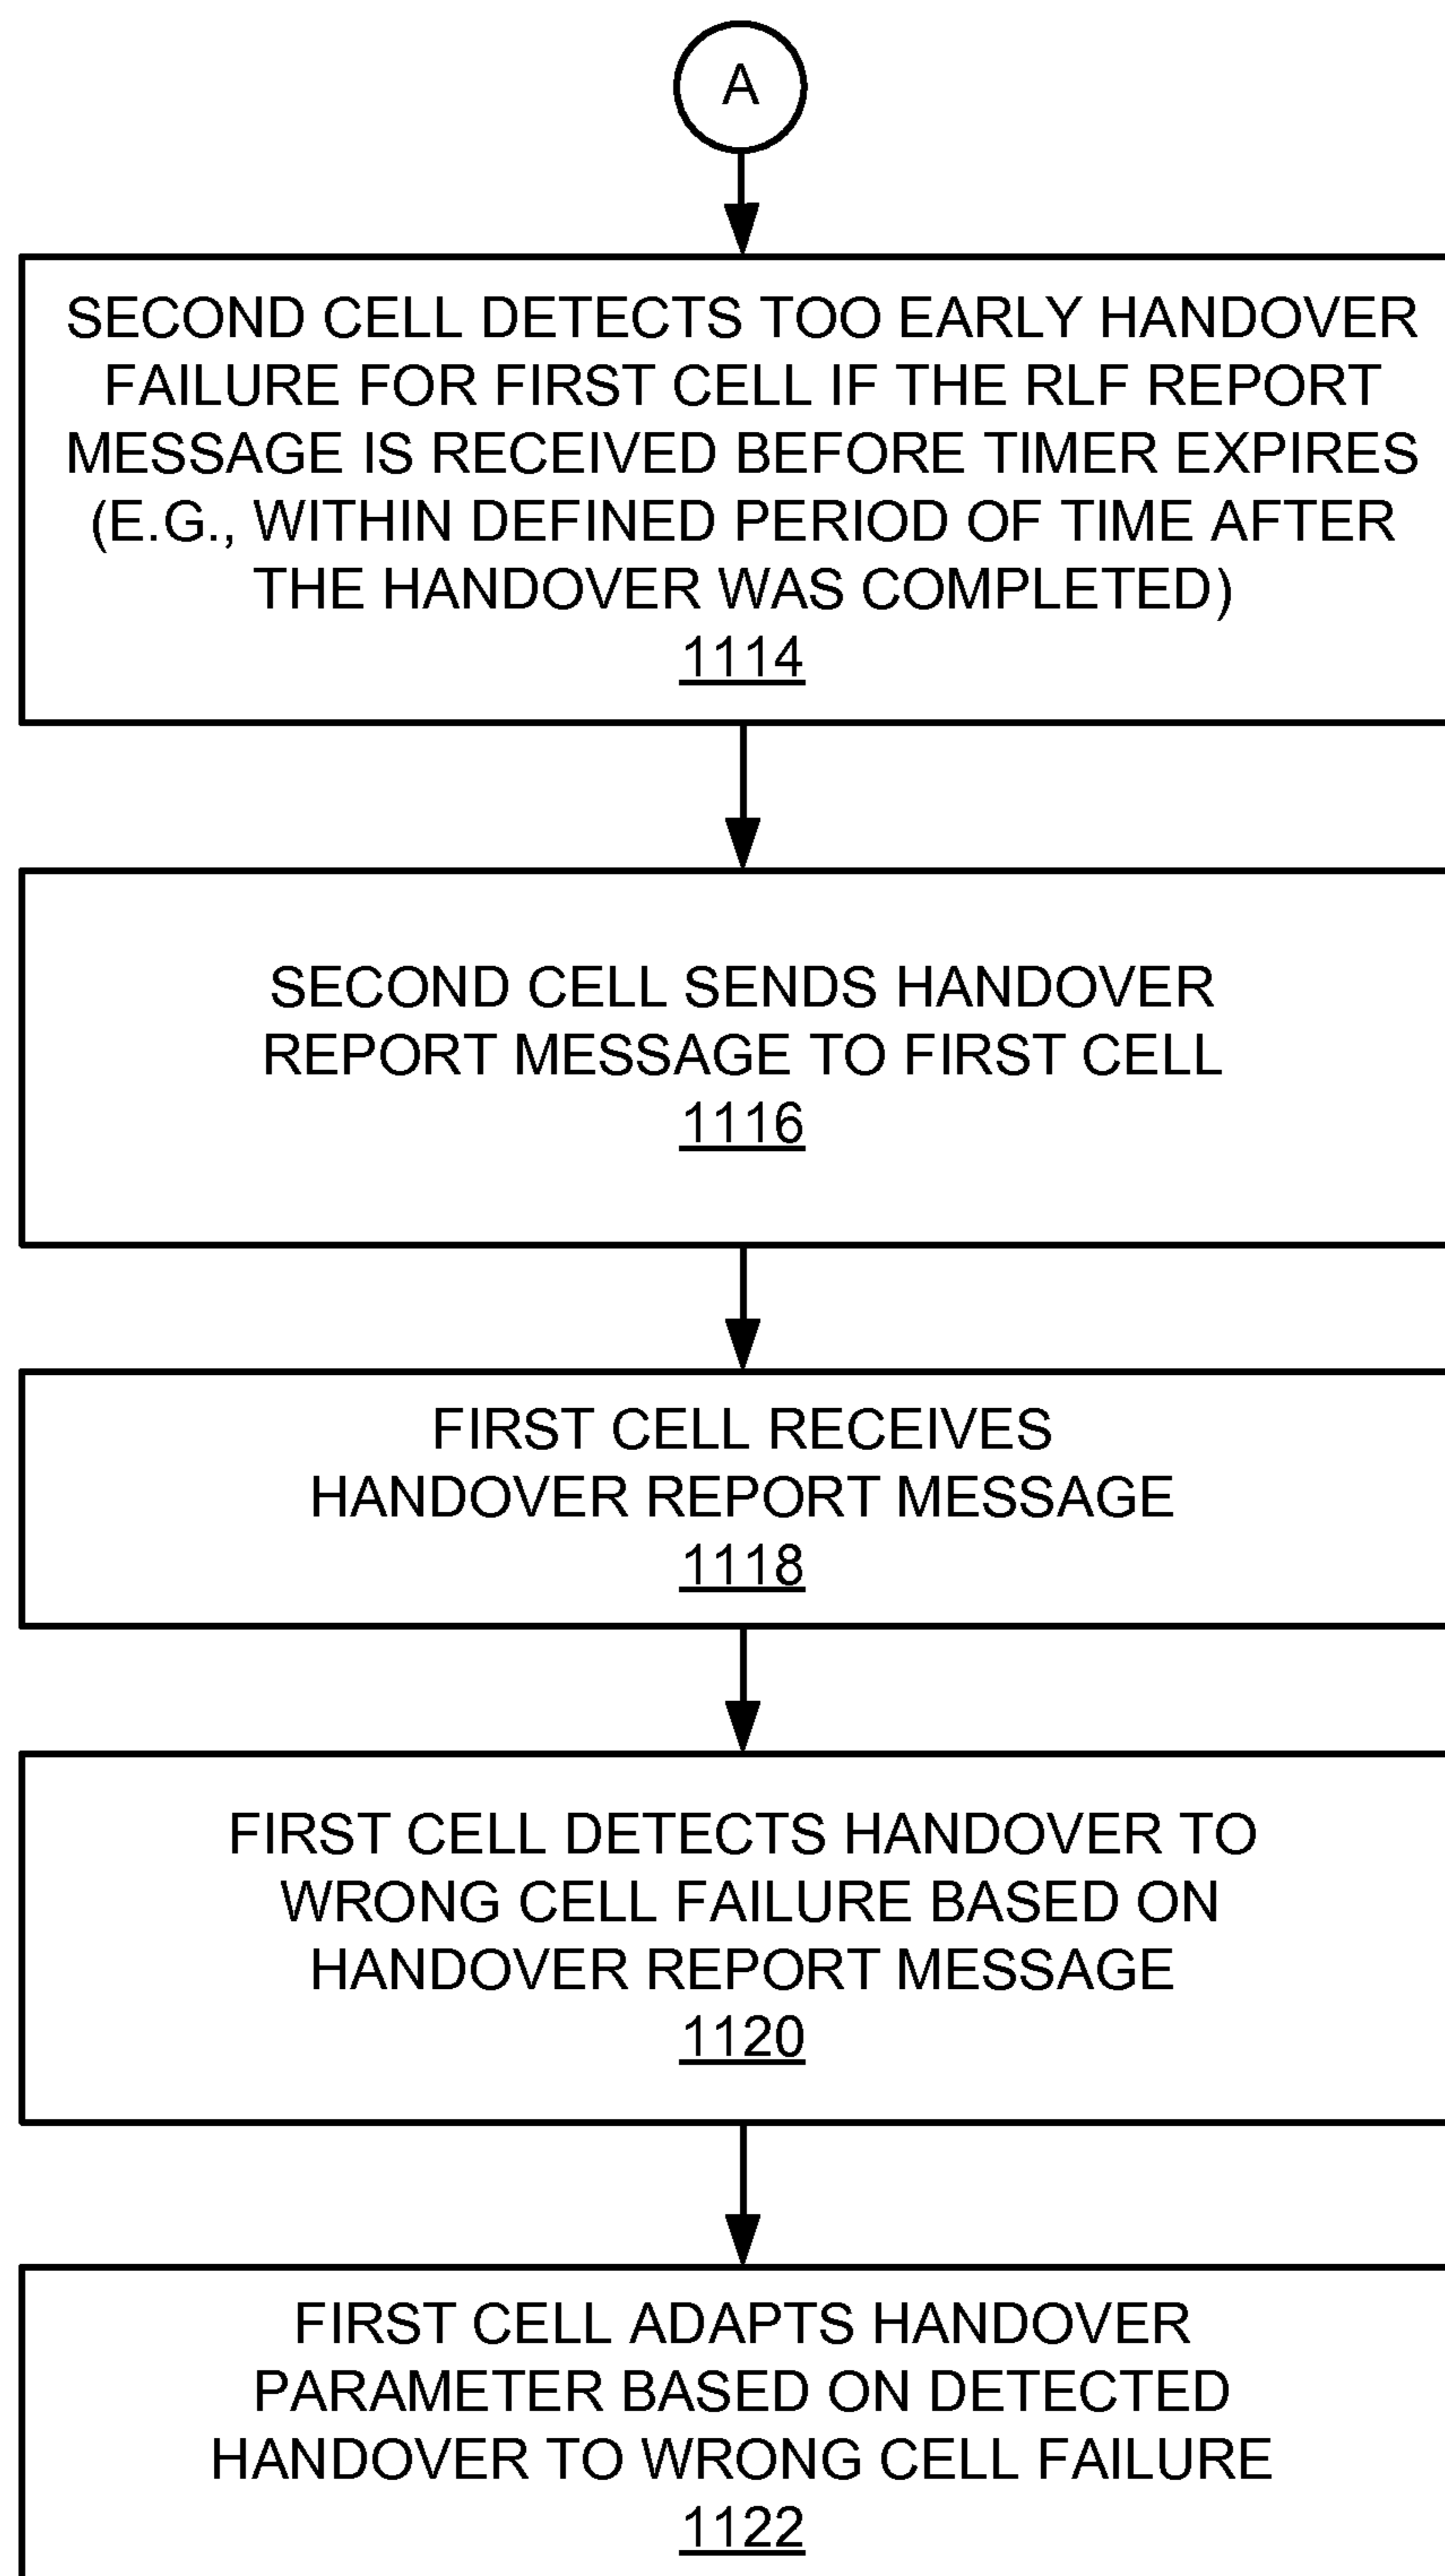 A
SECOND CELL DETECTS TOO EARLY HANDOVER
FAILURE FOR FIRST CELL IF THE RLF REPORT
MESSAGE IS RECEIVED BEFORE TIMER EXPIRES
(E.G., WITHIN DEFINED PERIOD OF TIME AFTER
THE HANDOVER WAS COMPLETED)
1114
SECOND CELL SENDS HANDOVER
REPORT MESSAGE TO FIRST CELL
1116
FIRST CELL RECEIVES
HANDOVER REPORT MESSAGE
1118
FIRST CELL DETECTS HANDOVER TO
WRONG CELL FAILURE BASED ON
HANDOVER REPORT MESSAGE
1120
FIRST CELL ADAPTS HANDOVER
PARAMETER BASED ON DETECTED
HANDOVER TO WRONG CELL FAILURE
1122